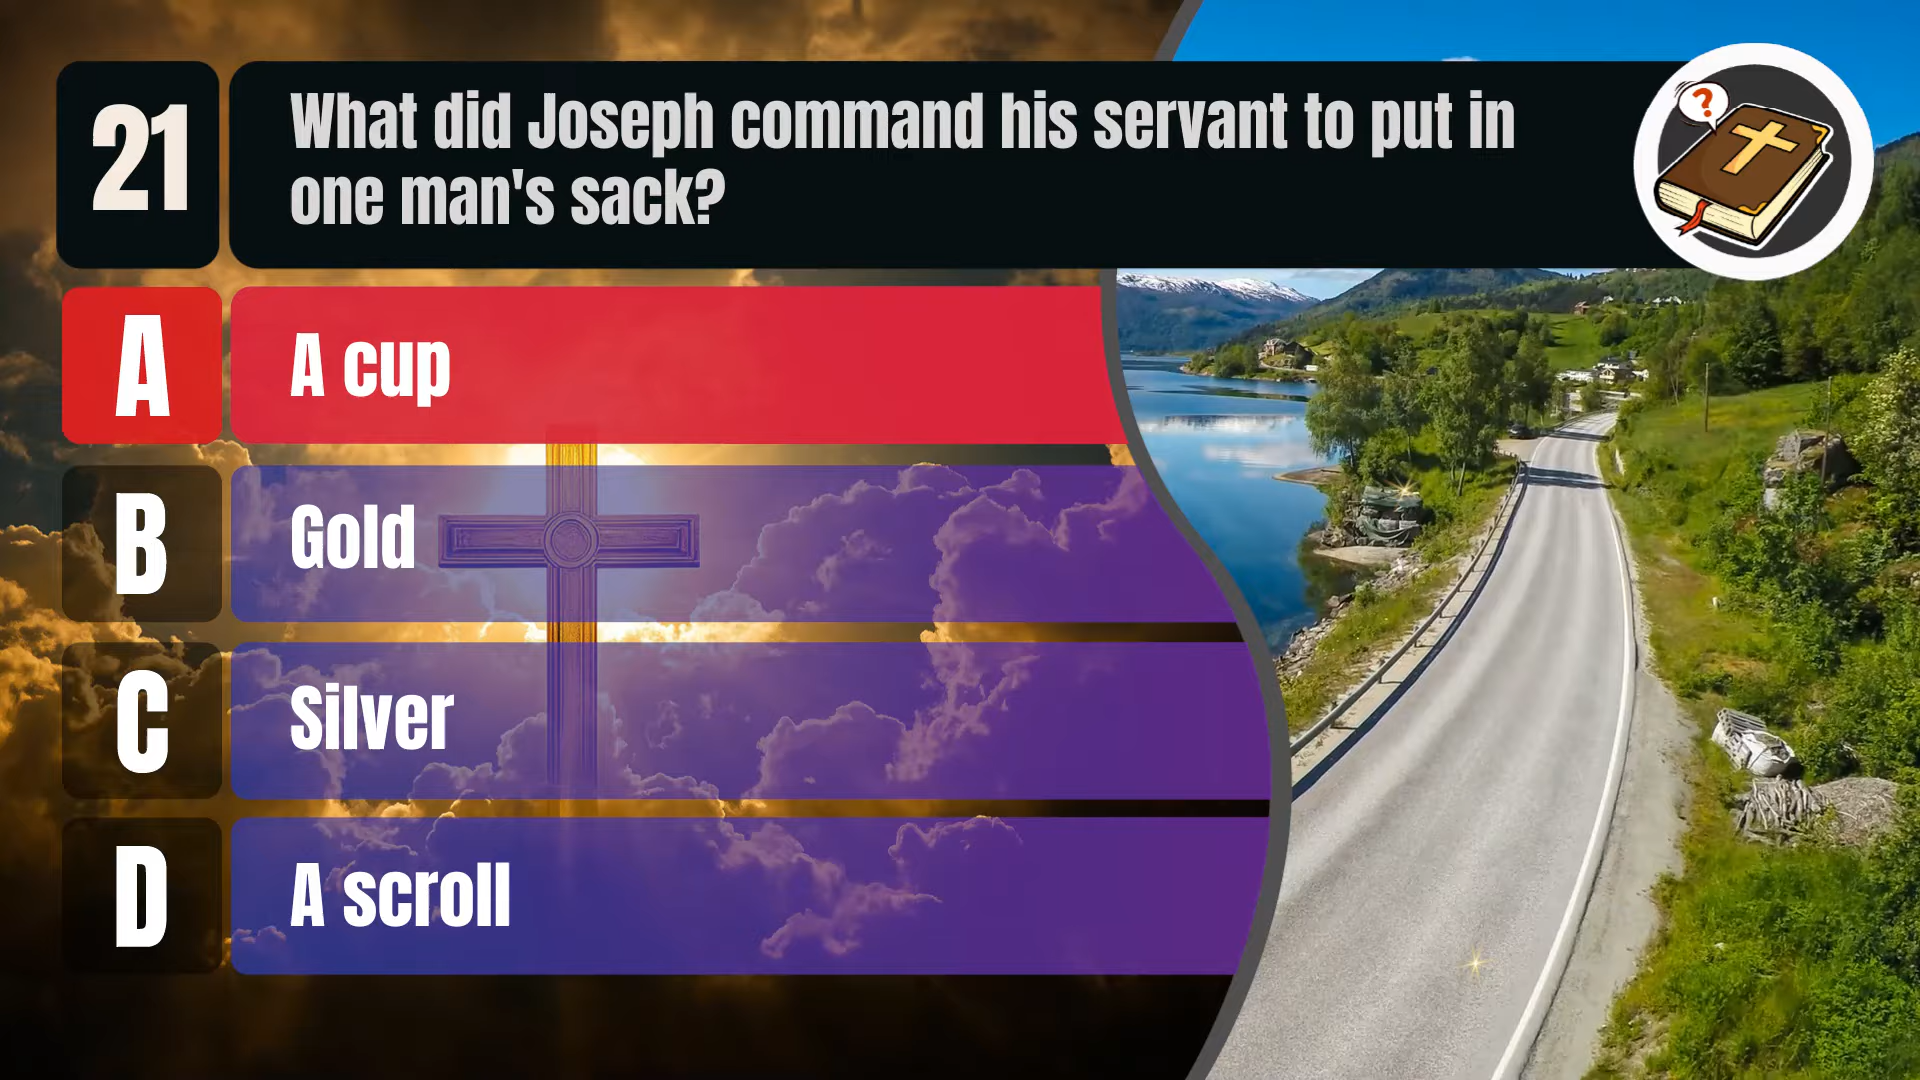 21
What did Joseph command his servant to put in
one man's sack?
?
A
A cup
B
Gold
C
Silver
D
A scroll